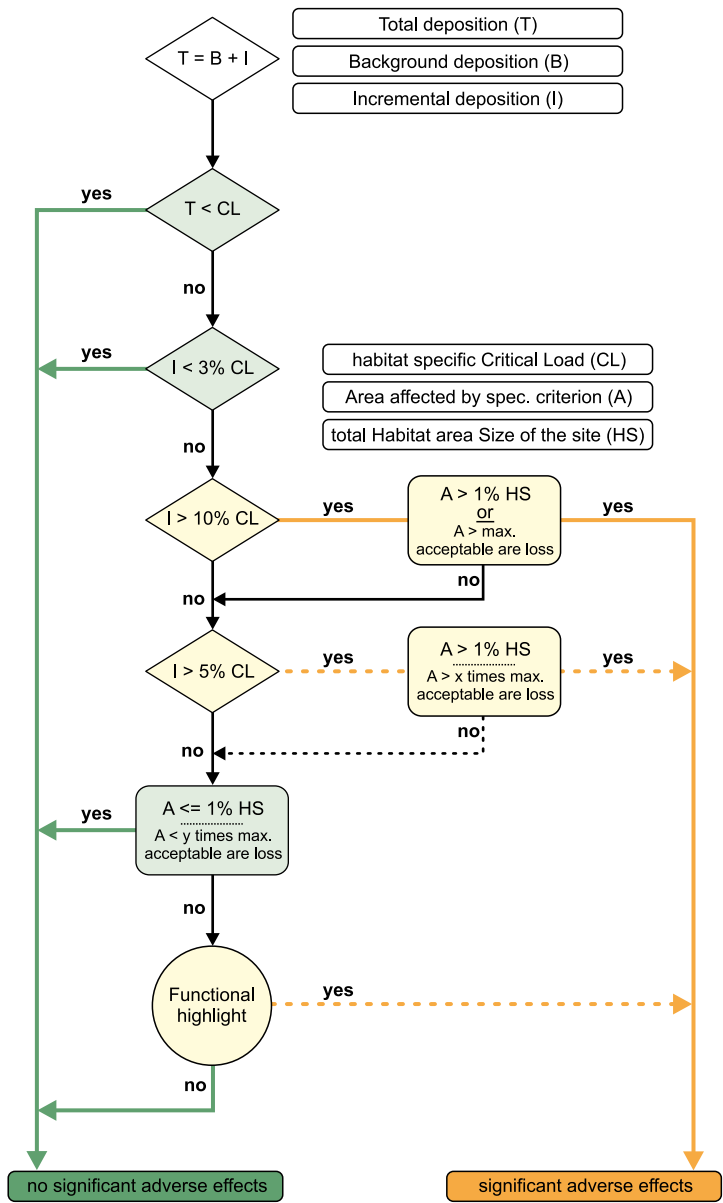 T = B + I
Total deposition (T)
Background deposition (B)
Incremental deposition (I)
yes
T < CL
no
yes
I < 3% CL
habitat specific Critical Load (CL)
Area affected by spec. criterion (A)
total Habitat area Size of the site (HS)
no
I > 10% CL
yes
A > 1% HS
or
A > max.
acceptable are loss
yes
no
no
I > 5% CL
yes
A > 1% HS
A > x times max.
acceptable are loss
yes
no
no
yes
A <= 1% HS
A < y times max.
acceptable are loss
no
Functional
highlight
yes
no
no significant adverse effects
significant adverse effects